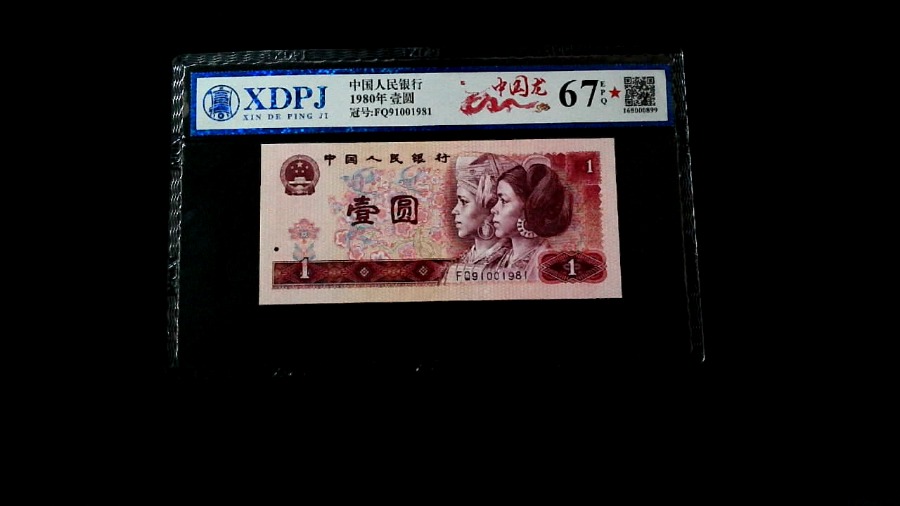 XDPJ
XIN DE PING JI
中国人民银行
1980年 壹圆
冠号:FQ91001981
中国龙
67
EPQ
168000899
中国人民银行
1
壹圆
1
FQ91001981
1